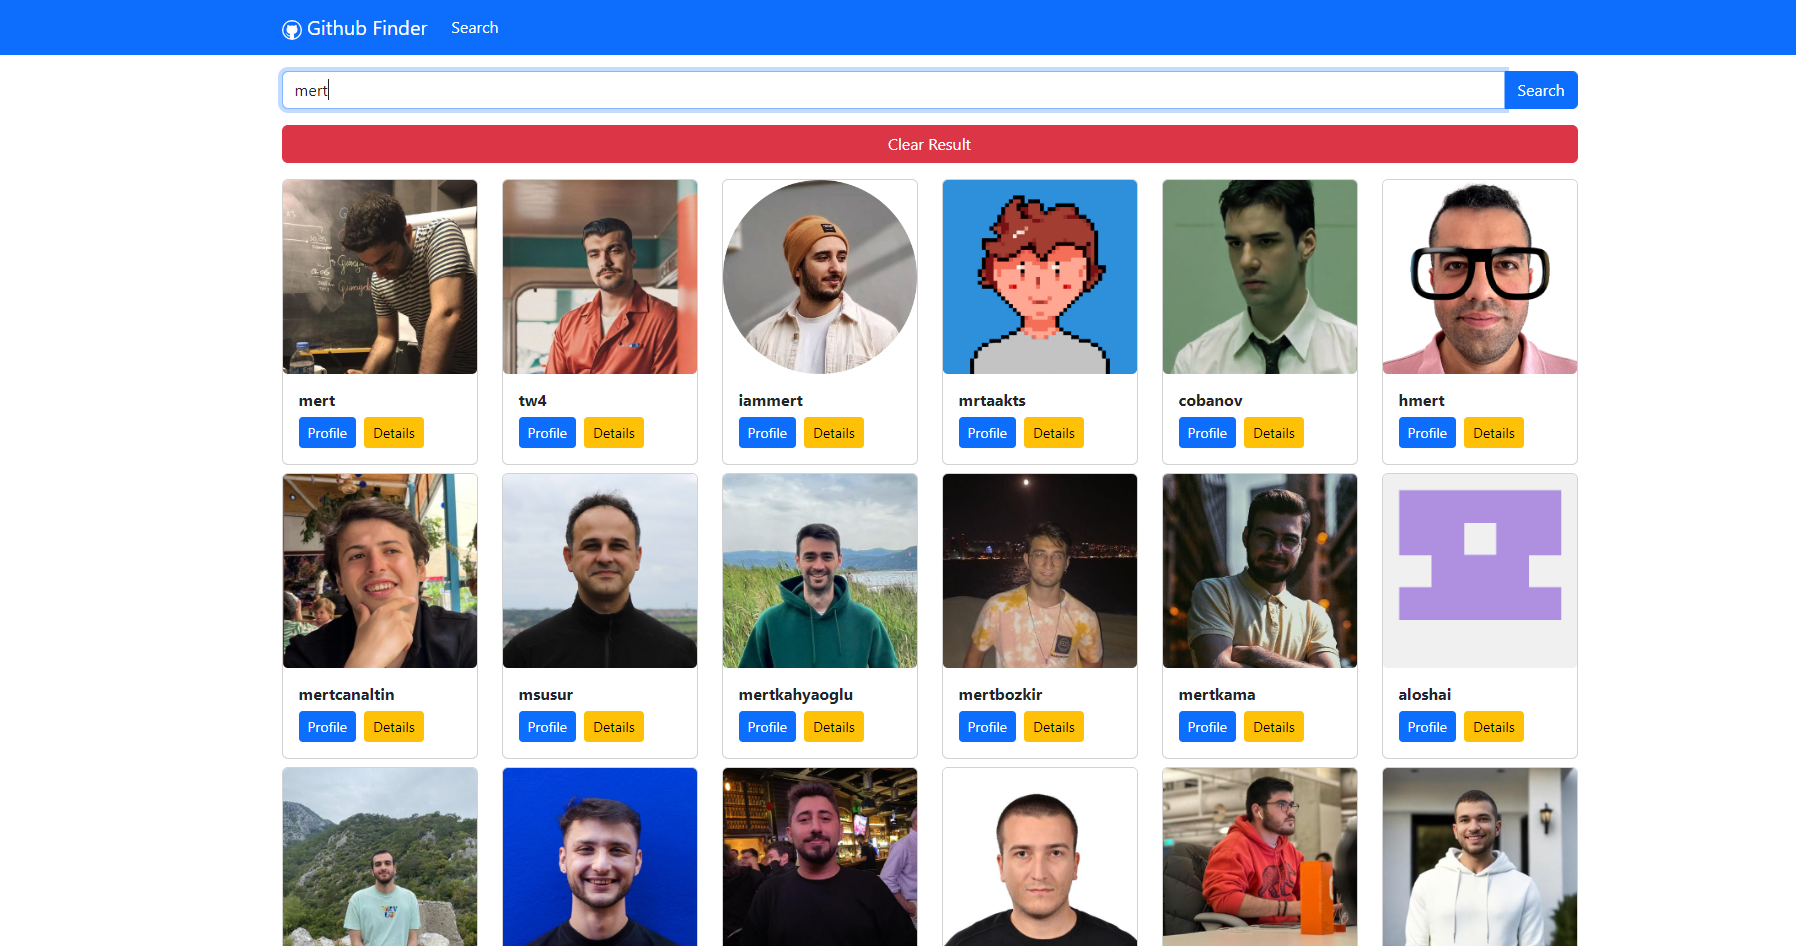 Github Finder Search
mert Search
Clear Result
mert tw4 iammert mrtaakts cobanov hmert
Profile Details Profile Details Profile Details Profile Details Profile Details Profile Details
mertcanaltin msusur mertkahyaoglu mertbozkir mertkama aloshai
Profile Details Profile Details Profile Details Profile Details Profile Details Profile Details